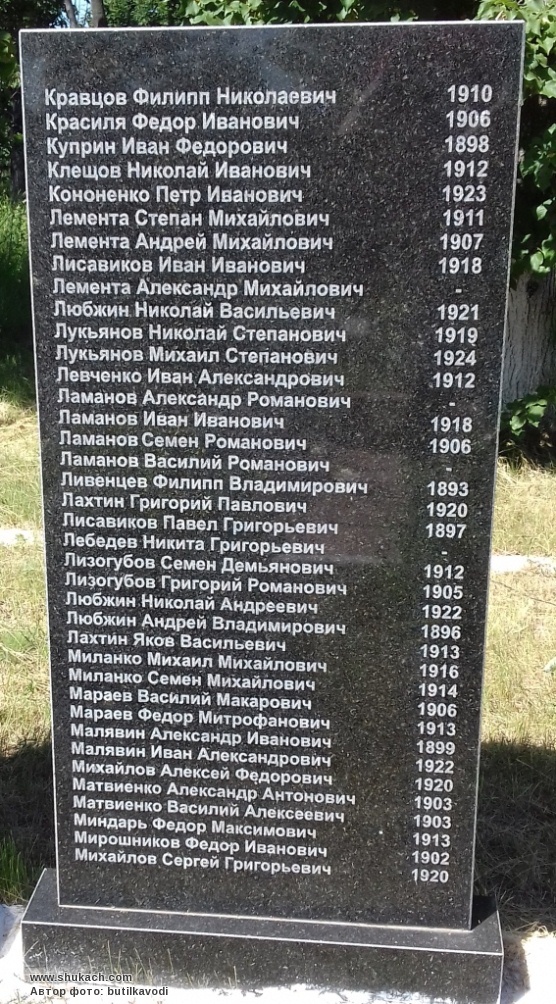 Кравцов Филипп Николаевич 1910
Красиля Федор Иванович 1906
Куприн Иван Федорович 1898
Клещов Николай Иванович 1912
Кононенко Петр Иванович 1923
Лемента Степан Михайлович 1911
Лемента Андрей Михайлович 1907
Лисавиков Иван Иванович 1918
Лемента Александр Михайлович -
Любжин Николай Васильевич 1921
Лукьянов Николай Степанович 1919
Лукьянов Михаил Степанович 1924
Левченко Иван Александрович 1912
Ламанов Александр Романович -
Ламанов Иван Иванович 1918
Ламанов Семен Романович 1906
Ламанов Василий Романович -
Ливенцев Филипп Владимирович 1893
Лахтин Григорий Павлович 1920
Лисавиков Павел Григорьевич 1897
Лебедев Никита Григорьевич -
Лизогубов Семен Демьянович 1912
Лизогубов Григорий Романович 1905
Любжин Николай Андреевич 1922
Любжин Андрей Владимирович 1896
Лахтин Яков Васильевич 1913
Миланко Михаил Михайлович 1916
Миланко Семен Михайлович 1914
Мараев Василий Макарович 1906
Мараев Федор Митрофанович 1913
Малявин Александр Иванович 1899
Малявин Иван Александрович 1922
Михайлов Алексей Федорович 1920
Матвиенко Александр Антонович 1903
Матвиенко Василий Алексеевич 1903
Миндарь Федор Максимович 1913
Мирошников Федор Иванович 1902
Михайлов Сергей Григорьевич 1920
www.shukach.com
Автор фото: butilkavodi